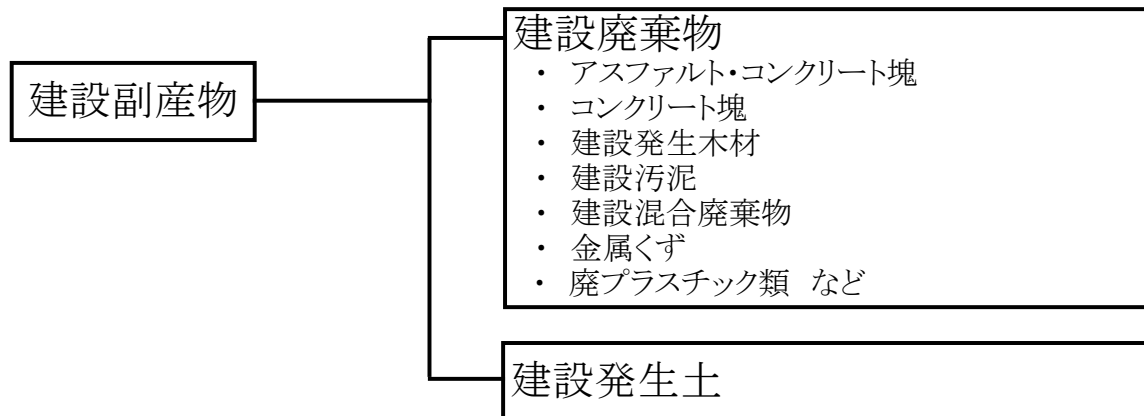 建設副産物
建設廃棄物
・ アスファルト・コンクリート塊
・ コンクリート塊
・ 建設発生木材
・ 建設汚泥
・ 建設混合廃棄物
・ 金属くず
・ 廃プラスチック類 など
建設発生土